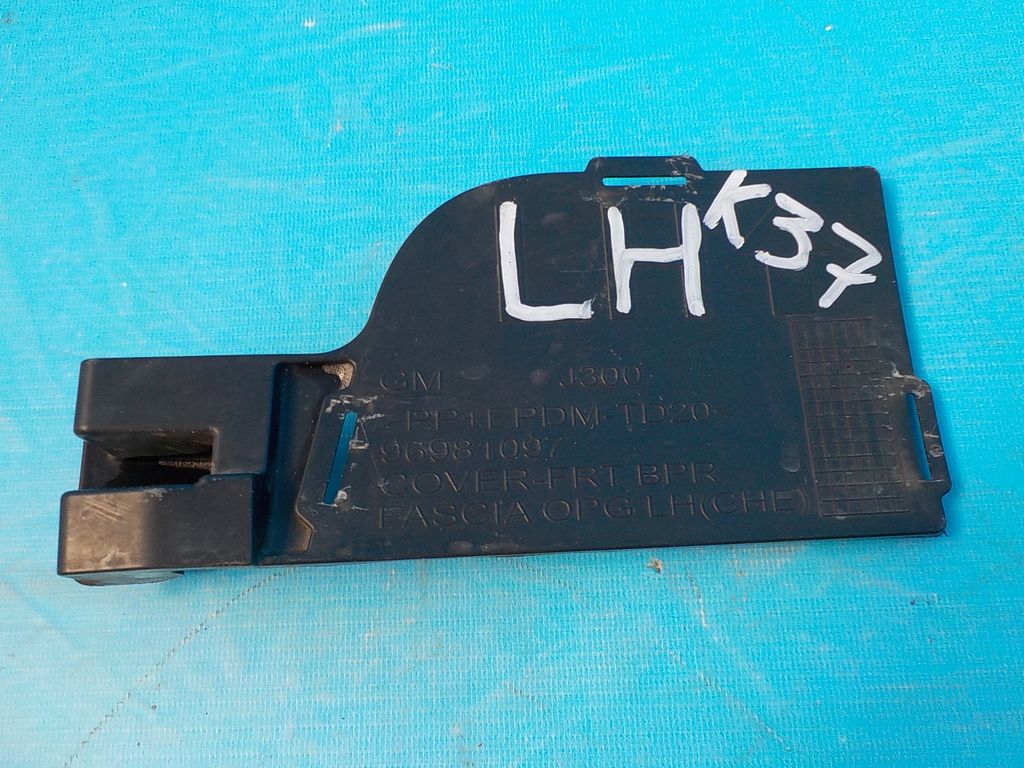 LH K37
GM J300
>PP+EPDM-TD20<
96981097
COVER-FRT BPR
FASCIA OPG LH(CHE)